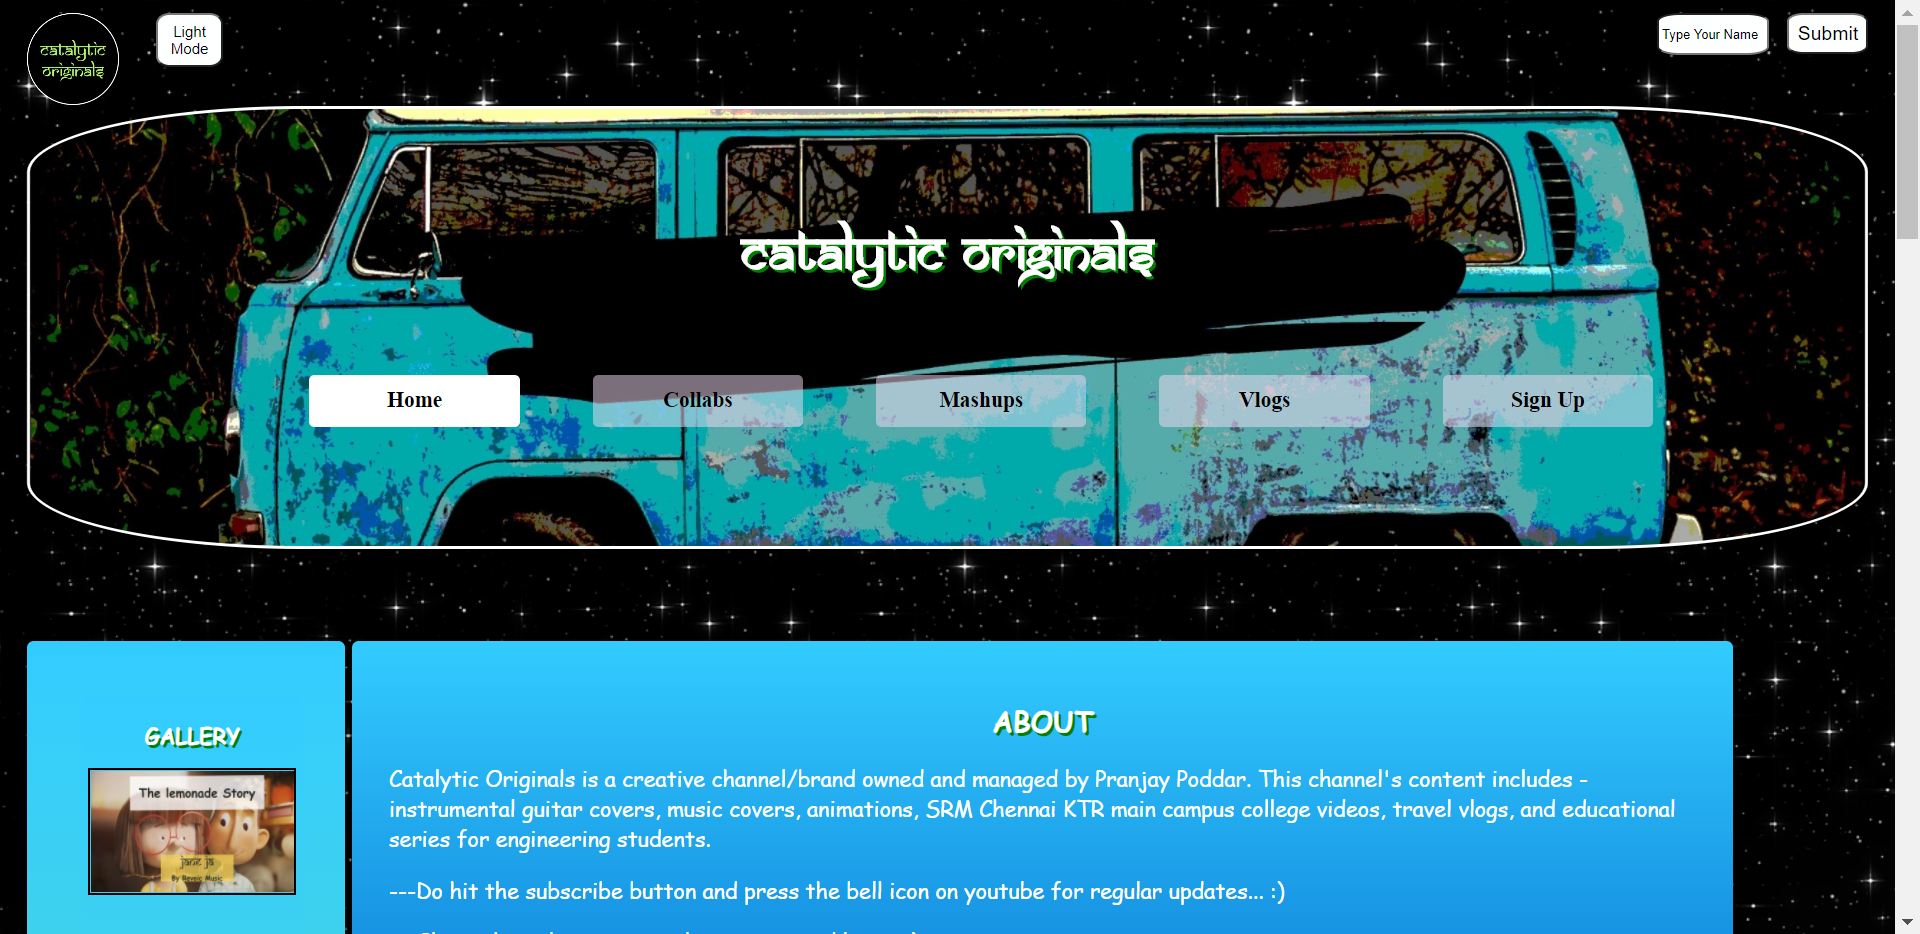 catalytic
originals
Light
Mode
Type Your Name
Submit
catalytic originals
Home
Collabs
Mashups
Vlogs
Sign Up
GALLERY
The lemonade Story
jane ja
By Beveic Music
ABOUT
Catalytic Originals is a creative channel/brand owned and managed by Pranjay Poddar. This channel's content includes -
instrumental guitar covers, music covers, animations, SRM Chennai KTR main campus college videos, travel vlogs, and educational
series for engineering students.
---Do hit the subscribe button and press the bell icon on youtube for regular updates... :)